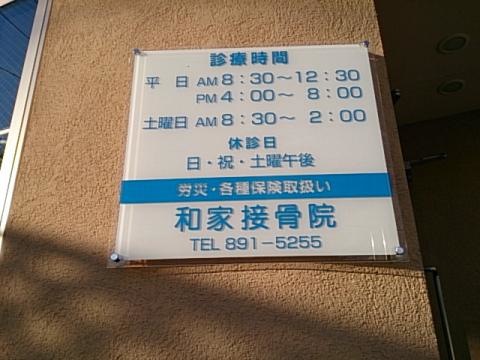 診療時間
平 日 AM 8：30～12：30
PM 4：00～ 8：00
土曜日 AM 8：30～ 2：00
休診日
日・祝・土曜午後
労災・各種保険取扱い
和家接骨院
TEL 891-5255